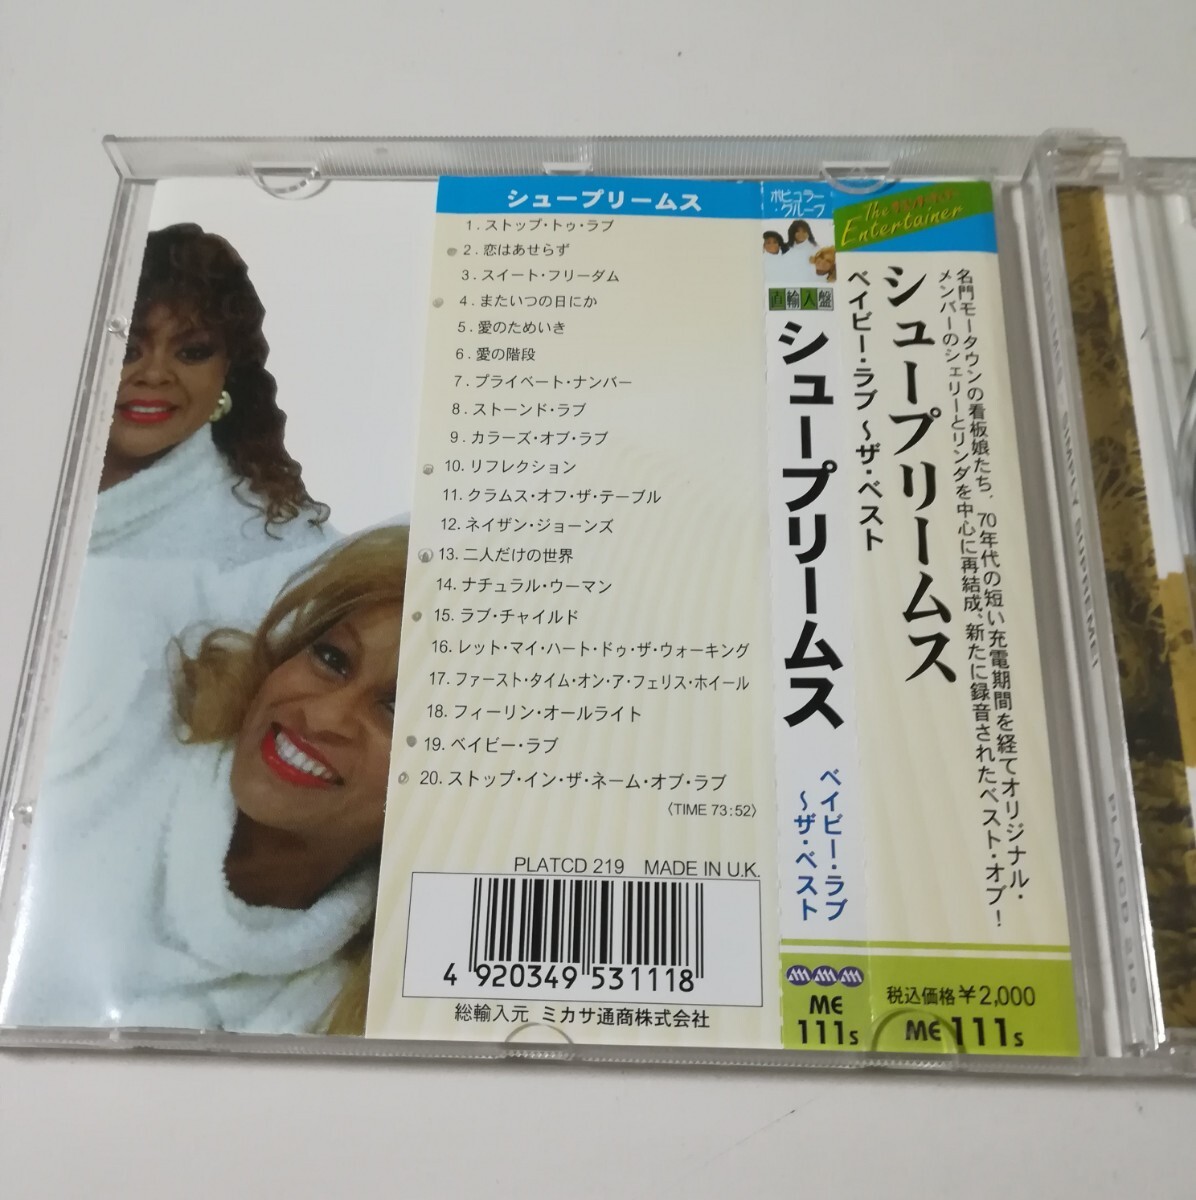 シュープリームス
1. ストップ・トゥ・ラブ
2. 恋はあせらず
3. スイート・フリーダム
4. またいつの日にか
5. 愛のためいき
6. 愛の階段
7. プライベート・ナンバー
8. ストーンド・ラブ
9. カラーズ・オブ・ラブ
10. リフレクション
11. クラムス・オフ・ザ・テーブル
12. ネイザン・ジョーンズ
13. 二人だけの世界
14. ナチュラル・ウーマン
15. ラブ・チャイルド
16. レット・マイ・ハート・ドゥ・ザ・ウォーキング
17. ファースト・タイム・オン・ア・フェリス・ホイール
18. フィーリン・オールライト
19. ベイビー・ラブ
20. ストップ・イン・ザ・ネーム・オブ・ラブ
〈TIME 73:52〉
PLATCD 219 MADE IN U.K.
4 920349 531118
総輸入元 ミカサ通商株式会社
ポピュラー
・グループ
直輸入盤
シュープリームス
ベイビー・ラブ
〜ザ・ベスト
ME
111s
The
Entertainer
名門モータウンの看板娘たち、70年代の短い充電期間を経てオリジナル・
メンバーのシェリーとリンダを中心に再結成、新たに録音されたベスト・オブ!
シュープリームス
ベイビー・ラブ 〜ザ・ベスト
税込価格¥2,000
ME 111s
SIMPLY SUPREME!
PLATCD 219